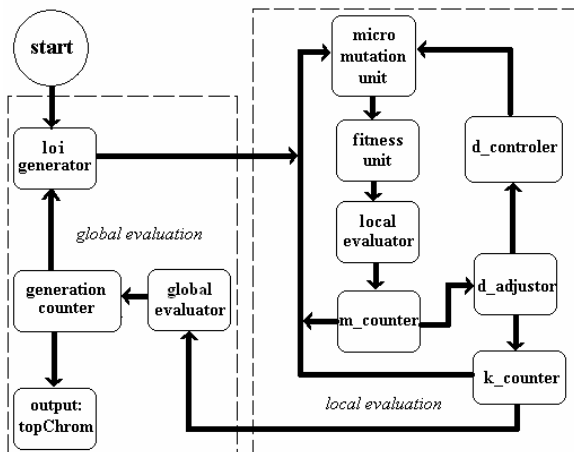 start
loi
generator
global evaluation
generation
counter
global
evaluator
output:
topChrom
micro
mutation
unit
fitness
unit
local
evaluator
m_counter
d_controler
d_adjustor
k_counter
local evaluation